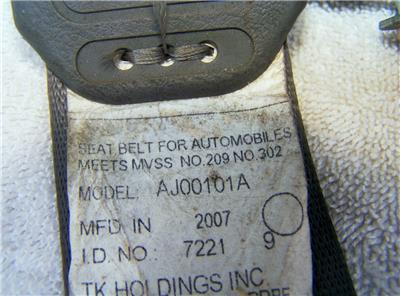 SEAT BELT FOR AUTOMOBILES
MEETS MVSS NO.209 NO.302
MODEL: AJ00101A
MFD IN 2007
I.D. NO: 7221 9
TK HOLDINGS INC